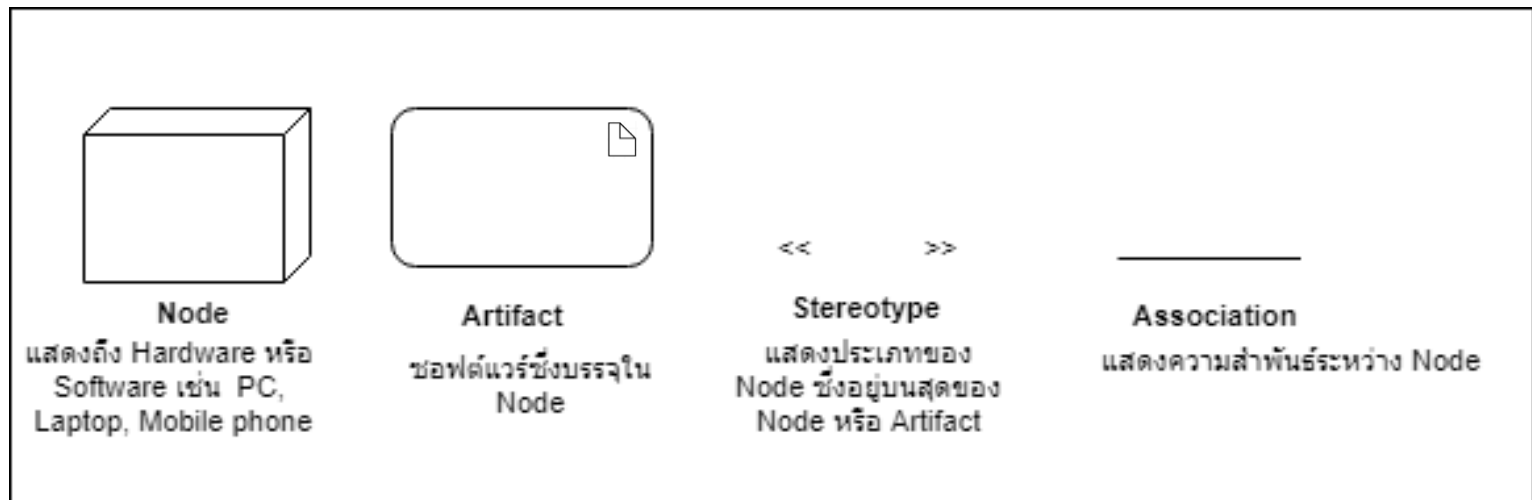 Node
แสดงถึง Hardware หรือ
Software เช่น PC,
Laptop, Mobile phone
Artifact
ซอฟต์แวร์ซึ่งบรรจุใน
Node
<< >>
Stereotype
แสดงประเภทของ
Node ซึ่งอยู่บนสุดของ
Node หรือ Artifact
Association
แสดงความสำพันธ์ระหว่าง Node